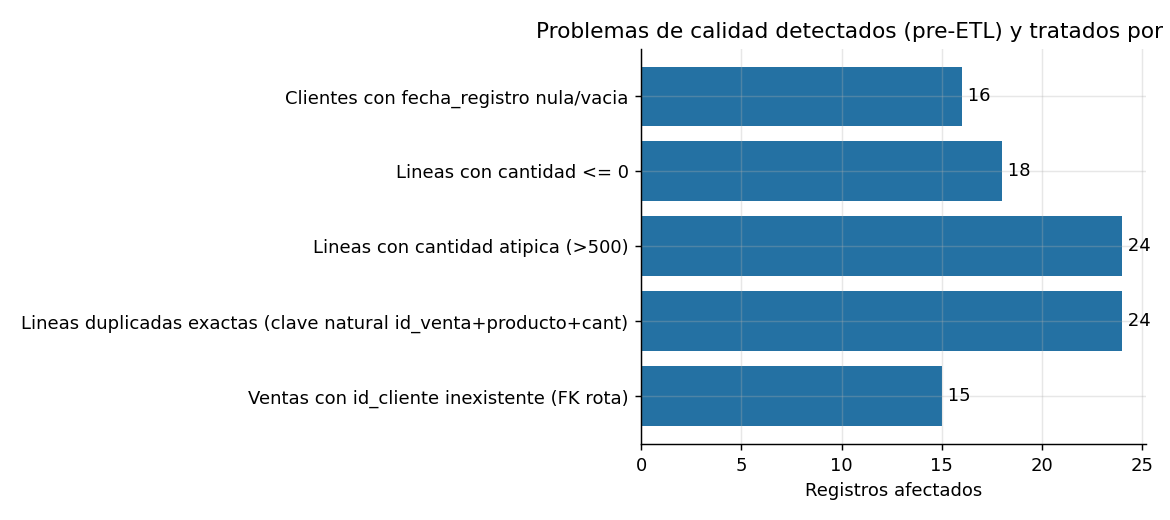 Problemas de calidad detectados (pre-ETL) y tratados por
Clientes con fecha_registro nula/vacia
16
Lineas con cantidad <= 0
18
Lineas con cantidad atipica (>500)
24
Lineas duplicadas exactas (clave natural id_venta+producto+cant)
24
Ventas con id_cliente inexistente (FK rota)
15
0 5 10 15 20 25
Registros afectados